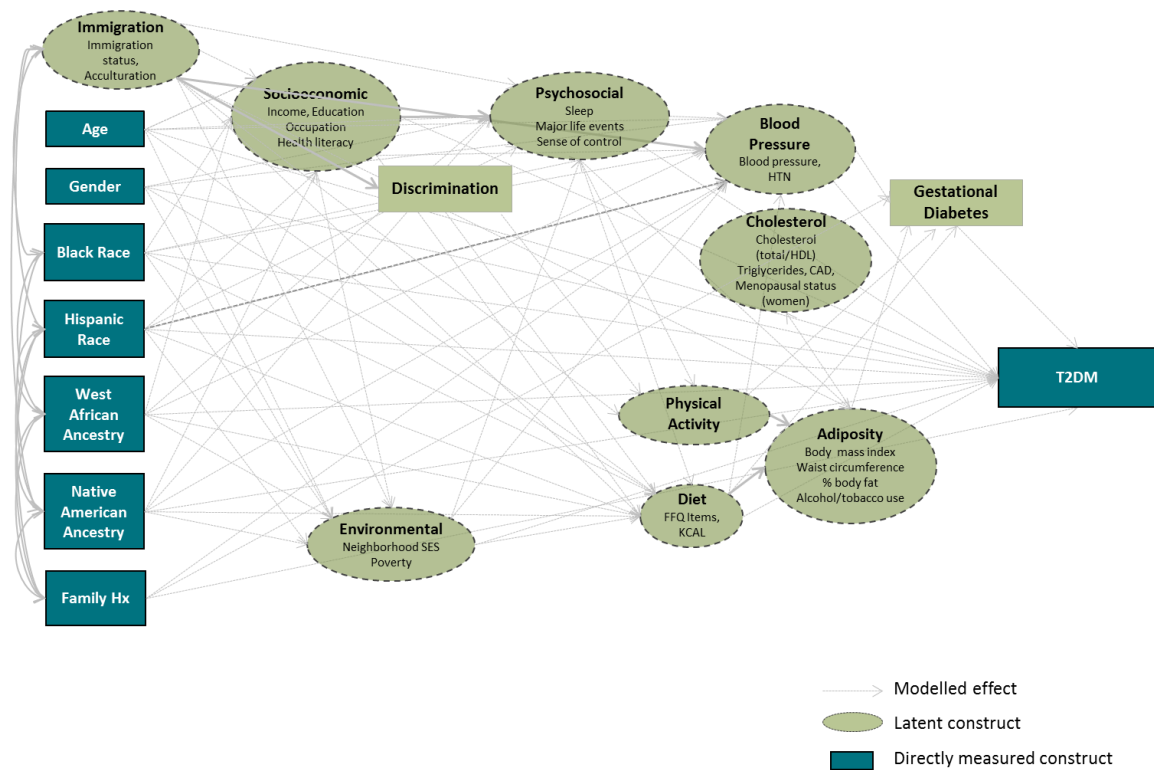 Immigration
Immigration
status,
Acculturation
Age
Gender
Black Race
Hispanic
Race
West
African
Ancestry
Native
American
Ancestry
Family Hx
Socioeconomic
Income, Education
Occupation
Health literacy
Discrimination
Environmental
Neighborhood SES
Poverty
Psychosocial
Sleep
Major life events
Sense of control
Blood
Pressure
Blood pressure,
HTN
Cholesterol
Cholesterol
(total/HDL)
Triglycerides, CAD,
Menopausal status
(women)
Physical
Activity
Diet
FFQ Items,
KCAL
Adiposity
Body mass index
Waist circumference
% body fat
Alcohol/tobacco use
Gestational
Diabetes
T2DM
Modelled effect
Latent construct
Directly measured construct